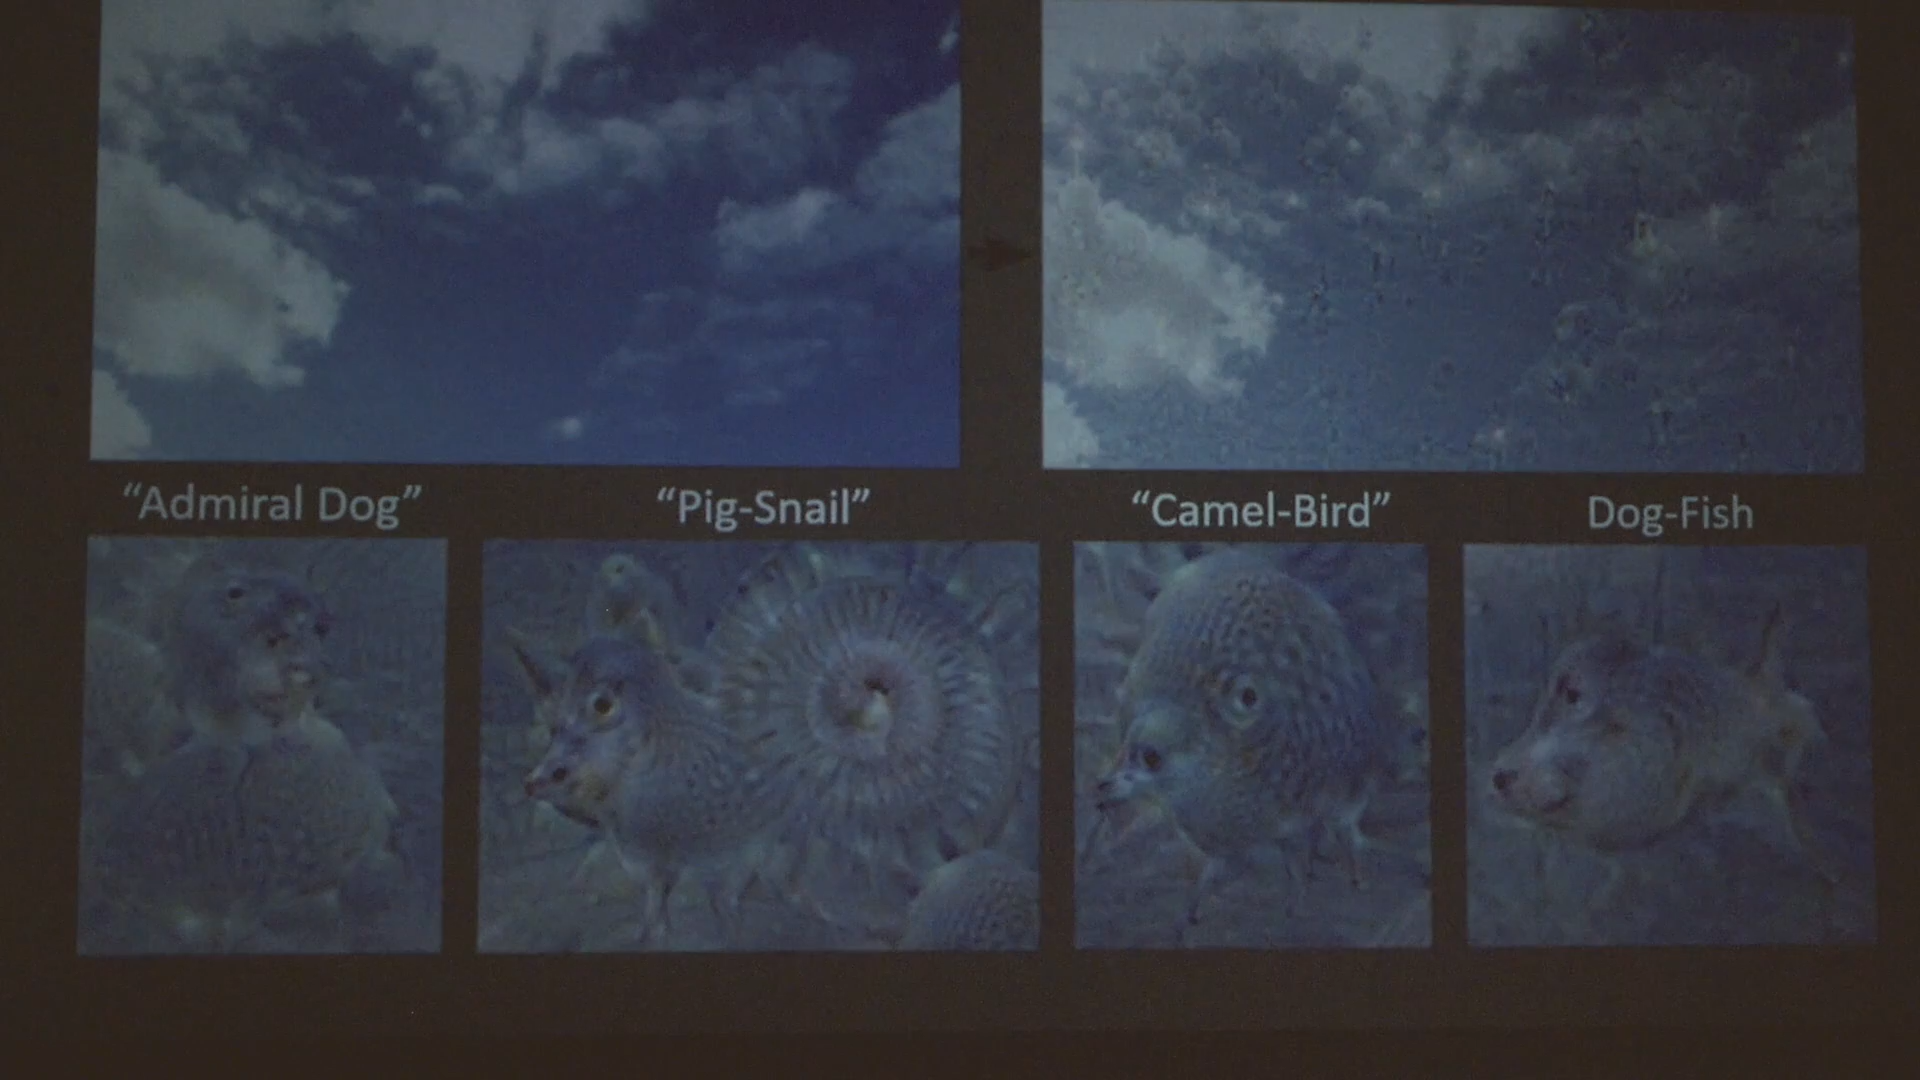 “Admiral Dog”
“Pig-Snail”
“Camel-Bird”
Dog-Fish